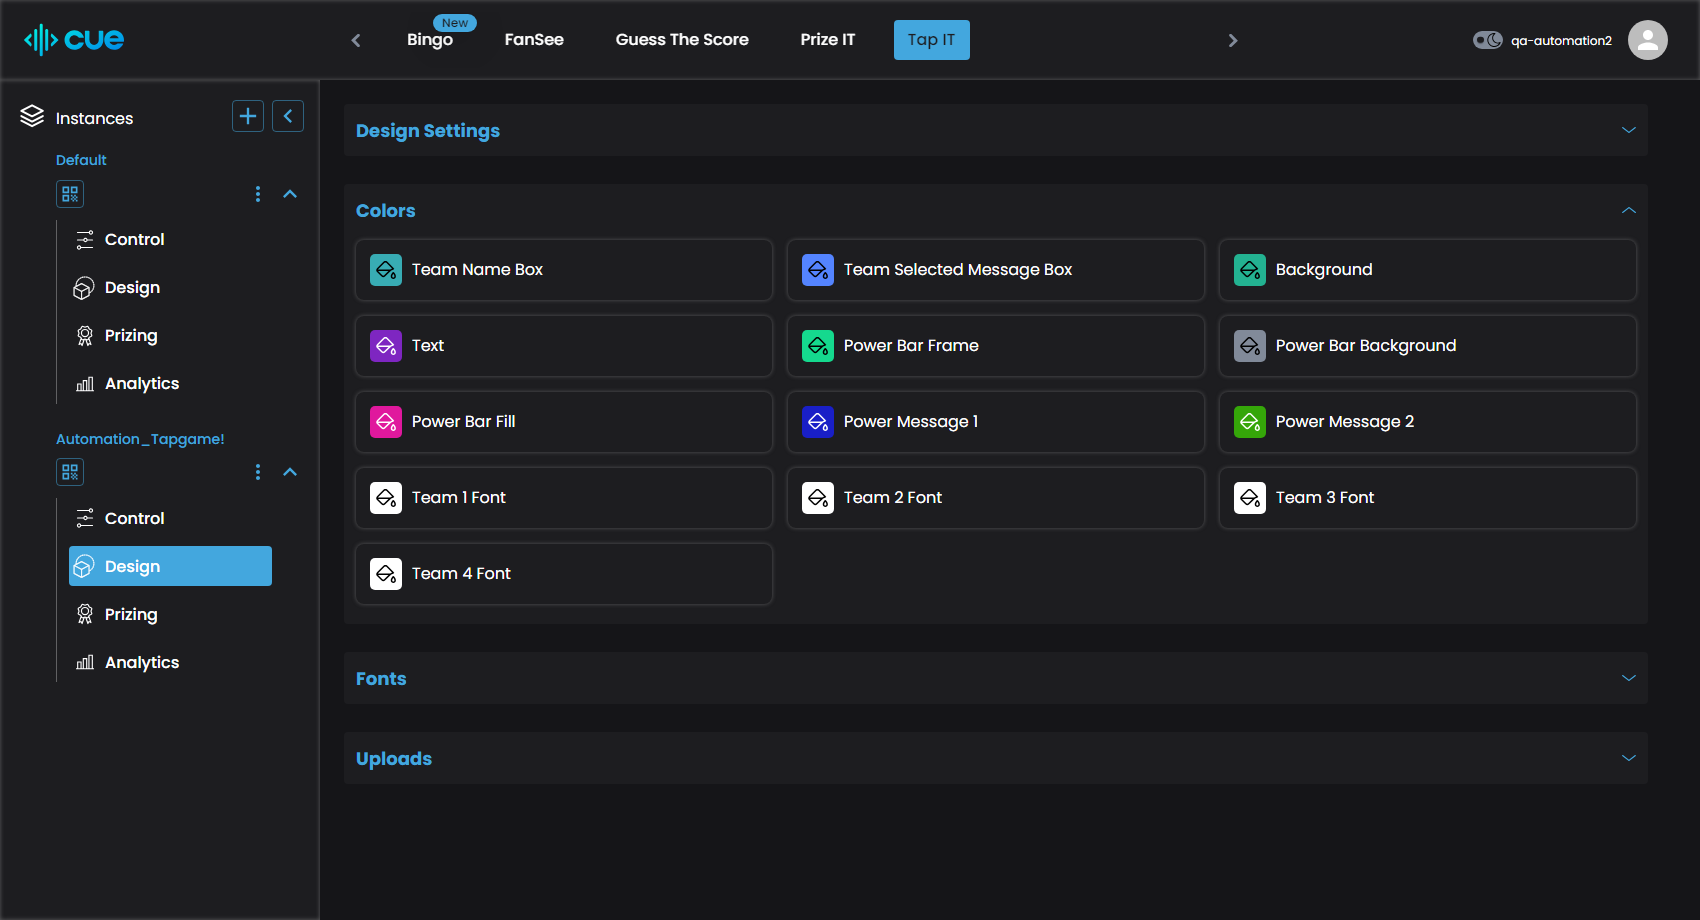 cue
New
Bingo
FanSee
Guess The Score
Prize IT
Tap IT
qa-automation2
Instances
Default
Control
Design
Prizing
Analytics
Automation_Tapgame!
Control
Design
Prizing
Analytics
Design Settings
Colors
Team Name Box
Team Selected Message Box
Background
Text
Power Bar Frame
Power Bar Background
Power Bar Fill
Power Message 1
Power Message 2
Team 1 Font
Team 2 Font
Team 3 Font
Team 4 Font
Fonts
Uploads